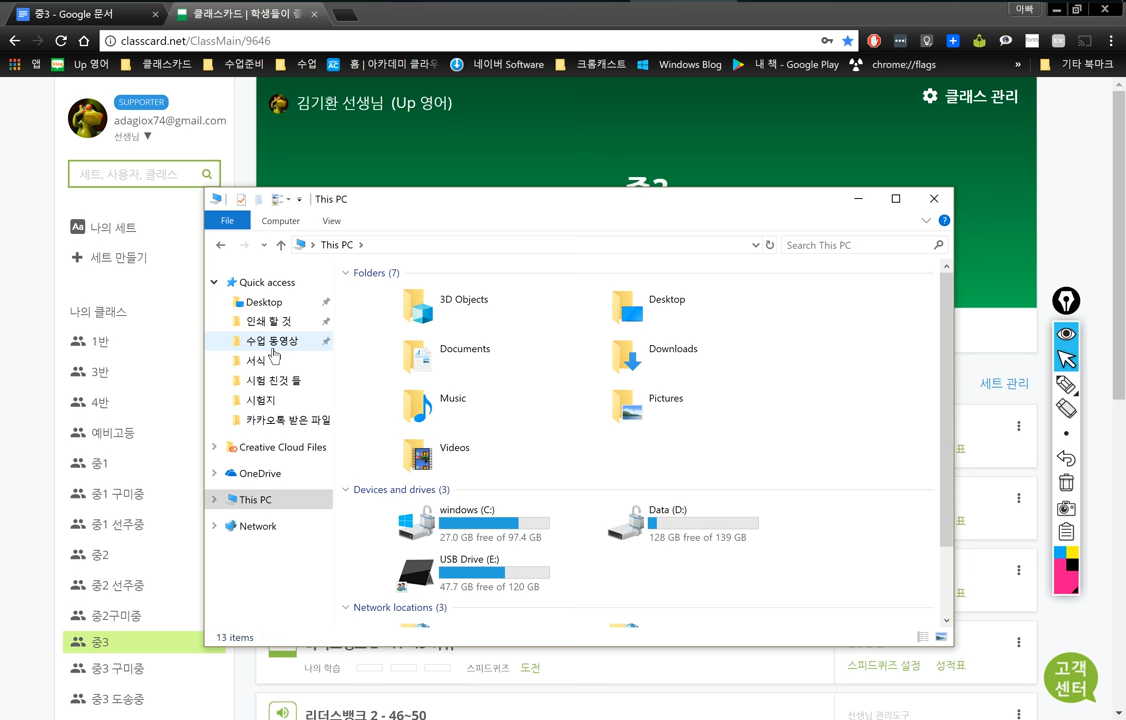 중3 - Google 문서
클래스카드 | 학생들이 좋
아빠
classcard.net/ClassMain/9646
앱
Up 영어
클래스카드
수업준비
수업
홈 | 아카데미 클라우
네이버 Software
크롬캐스트
Windows Blog
내 책 - Google Play
chrome://flags
»
기타 북마크
SUPPORTER
adagiox74@gmail.com
선생님 ▼
세트, 사용자, 클래스
Aa 나의 세트
+ 세트 만들기
나의 클래스
1반
3반
4반
예비고등
중1
중1 구미중
중1 선주중
중2
중2 선주중
중2구미중
중3
중3 구미중
중3 도송중
김기환 선생님 (Up 영어)
클래스 관리
중3
This PC
File
Computer
View
This PC
Search This PC
Quick access
Desktop
인쇄 할 것
수업 동영상
서식
시험 친것 들
시험지
카카오톡 받은 파일
Creative Cloud Files
OneDrive
This PC
Network
Folders (7)
3D Objects
Desktop
Documents
Downloads
Music
Pictures
Videos
Devices and drives (3)
windows (C:)
27.0 GB free of 97.4 GB
Data (D:)
128 GB free of 139 GB
USB Drive (E:)
47.7 GB free of 120 GB
Network locations (3)
13 items
세트 관리
표
표
표
나의 학습
스피드퀴즈
도전
스피드퀴즈 설정
성적표
리더스뱅크 2 - 46~50
선생님 관리도구
고객
센터